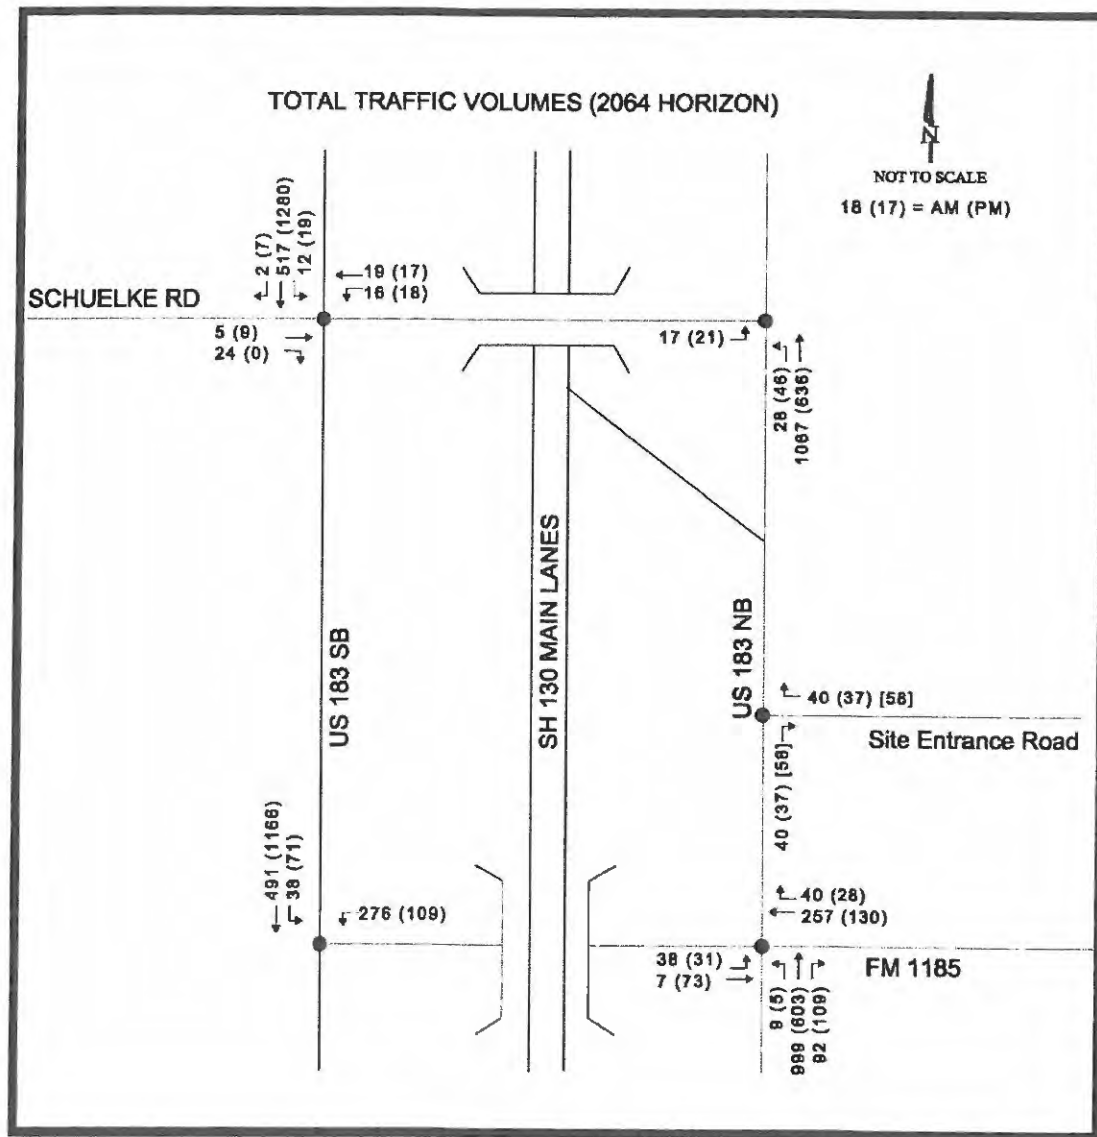 TOTAL TRAFFIC VOLUMES (2064 HORIZON)
N
NOT TO SCALE
18 (17) = AM (PM)
2 (7)
517 (1280)
12 (19)
19 (17)
16 (18)
SCHUELKE RD
5 (9)
24 (0)
17 (21)
28 (46)
1067 (636)
US 183 SB
SH 130 MAIN LANES
US 183 NB
40 (37) [58]
Site Entrance Road
40 (37) [58]
491 (1166)
38 (71)
276 (109)
40 (28)
257 (130)
38 (31)
7 (73)
FM 1185
9 (5)
999 (603)
92 (109)